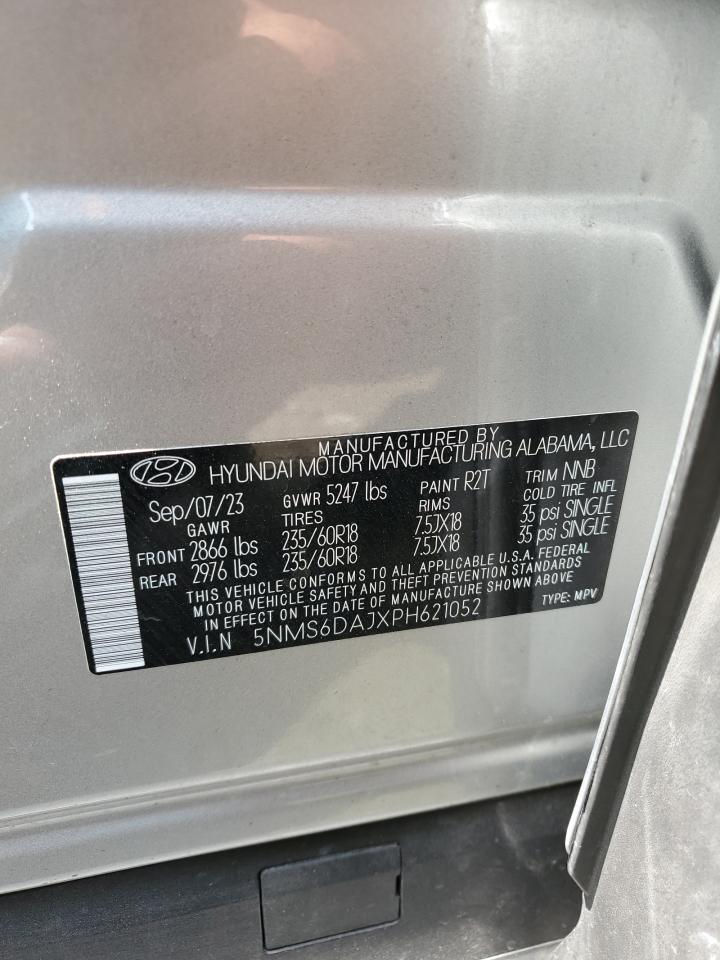 MANUFACTURED BY
HYUNDAI MOTOR MANUFACTURING ALABAMA, LLC
Sep/07/23 GVWR 5247 lbs PAINT R2T TRIM NNB
GAWR TIRES RIMS COLD TIRE INFL
FRONT 2866 lbs 235/60R18 7.5JX18 35 psi SINGLE
REAR 2976 lbs 235/60R18 7.5JX18 35 psi SINGLE
THIS VEHICLE CONFORMS TO ALL APPLICABLE U.S.A. FEDERAL
MOTOR VEHICLE SAFETY AND THEFT PREVENTION STANDARDS
IN EFFECT ON THE DATE OF MANUFACTURE SHOWN ABOVE
V.I.N 5NMS6DAJXPH621052 TYPE: MPV